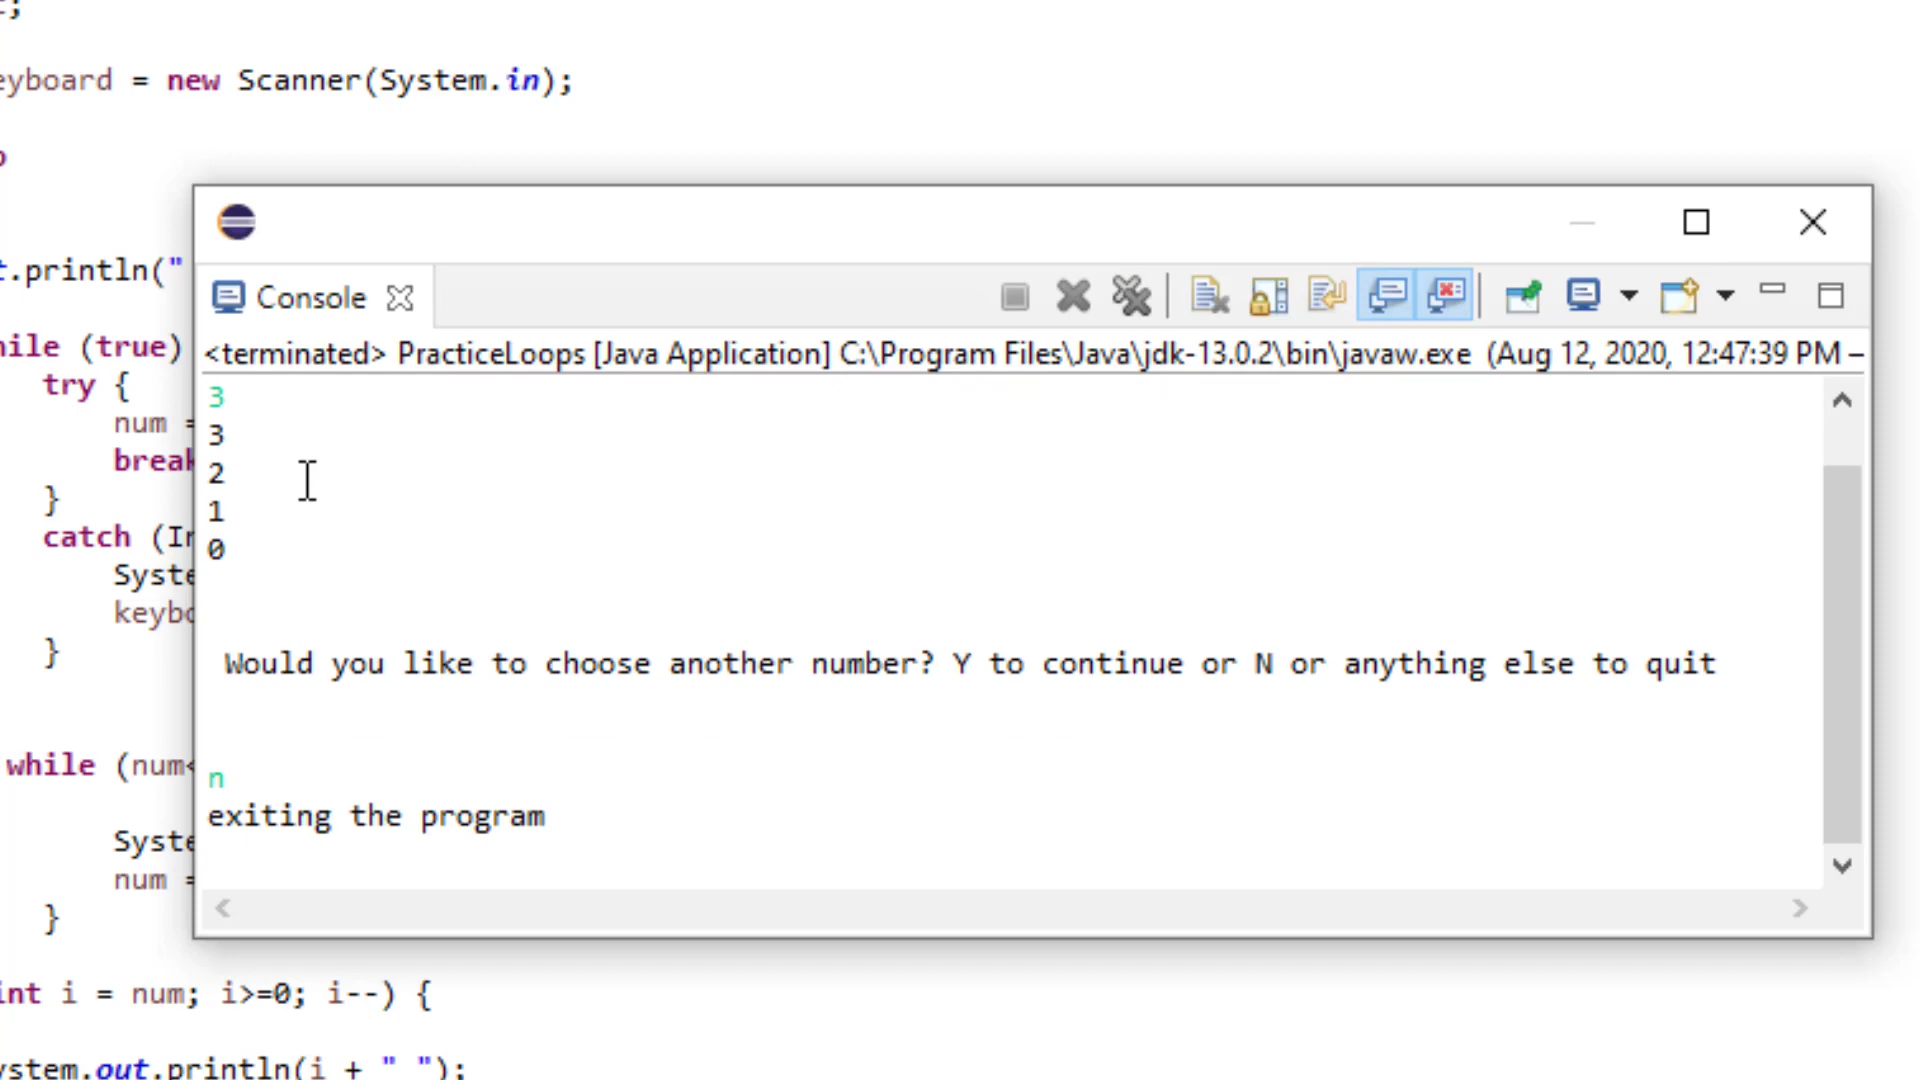 eyboard = new Scanner(System.in);
t.println("
hile (true)
try {
num =
break
}
catch (In
Syste
keybo
}
while (num<
Syste
num =
}
int i = num; i>=0; i--) {
ystem.out.println(i + " ");
Console
<terminated> PracticeLoops [Java Application] C:\Program Files\Java\jdk-13.0.2\bin\javaw.exe (Aug 12, 2020, 12:47:39 PM –
3
3
2
1
0
Would you like to choose another number? Y to continue or N or anything else to quit
n
exiting the program